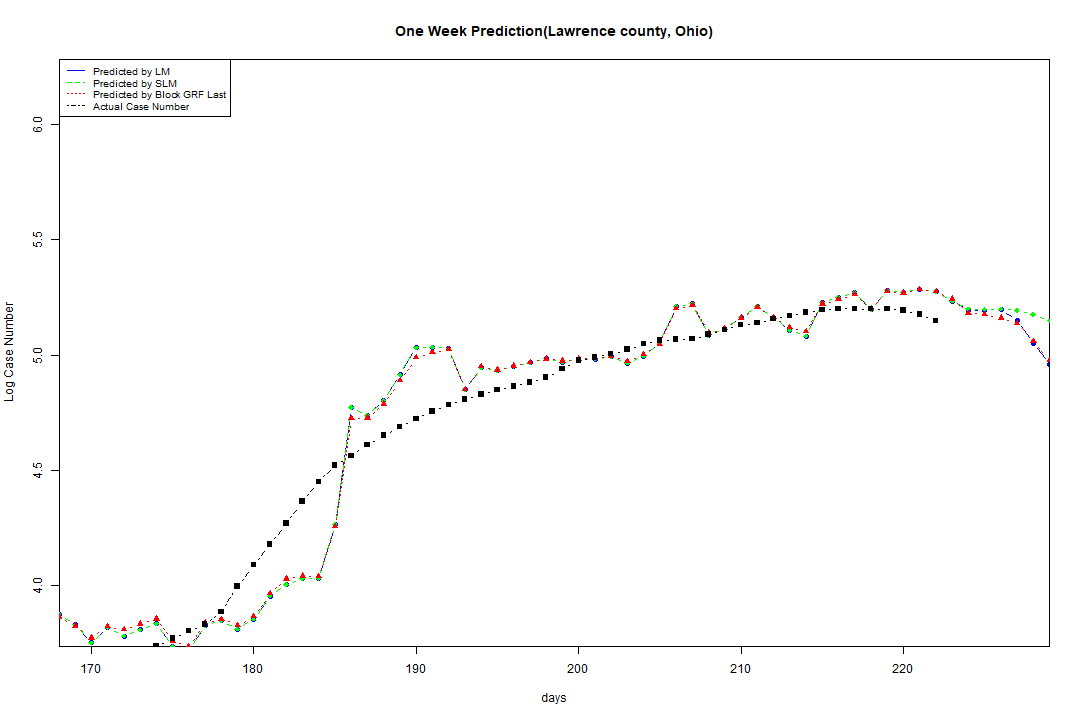 One Week Prediction(Lawrence county, Ohio)
Predicted by LM
Predicted by SLM
Predicted by Block GRF Last
Actual Case Number
Log Case Number
6.0
5.5
5.0
4.5
4.0
170 180 190 200 210 220
days